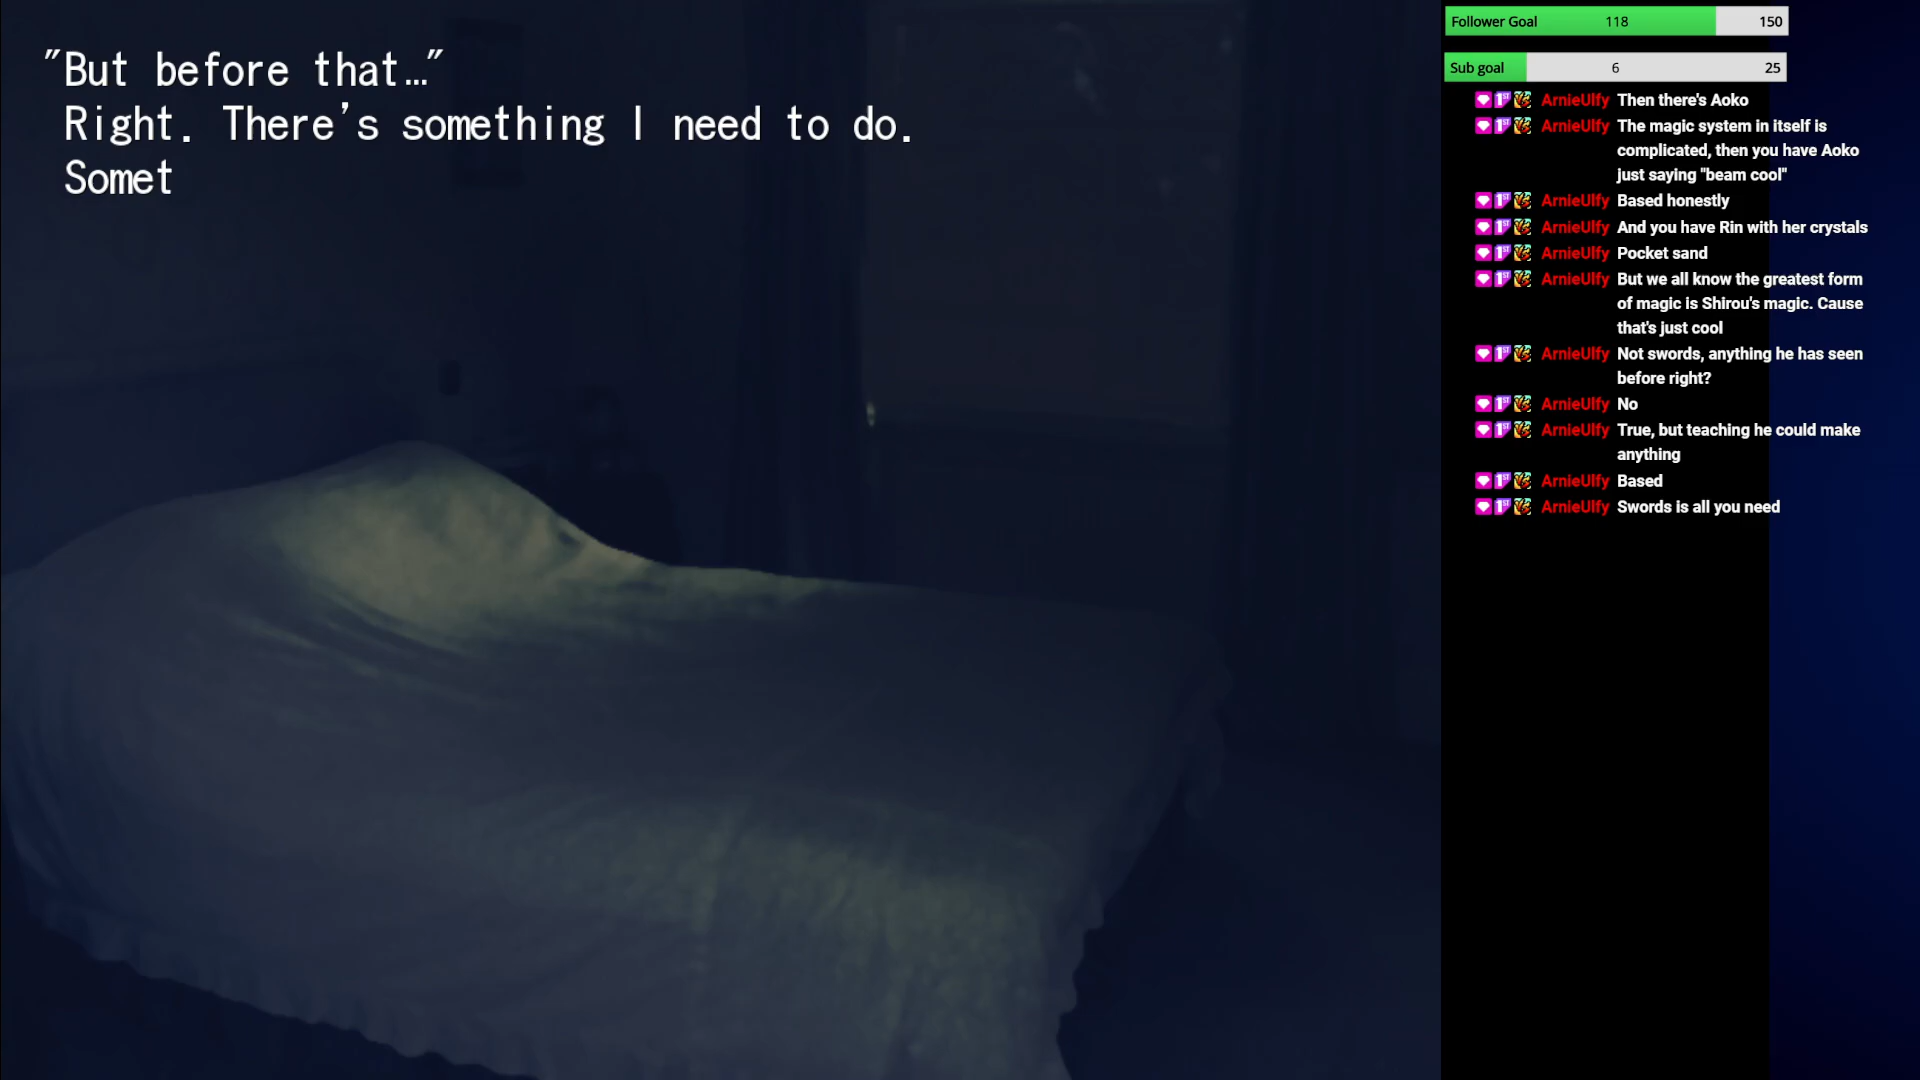 "But before that…"
Right. There's something I need to do.
Somet
Follower Goal 118 150
Sub goal 6 25
ArnieUlfy Then there's Aoko
ArnieUlfy The magic system in itself is
complicated, then you have Aoko
just saying "beam cool"
ArnieUlfy Based honestly
ArnieUlfy And you have Rin with her crystals
ArnieUlfy Pocket sand
ArnieUlfy But we all know the greatest form
of magic is Shirou's magic. Cause
that's just cool
ArnieUlfy Not swords, anything he has seen
before right?
ArnieUlfy No
ArnieUlfy True, but teaching he could make
anything
ArnieUlfy Based
ArnieUlfy Swords is all you need